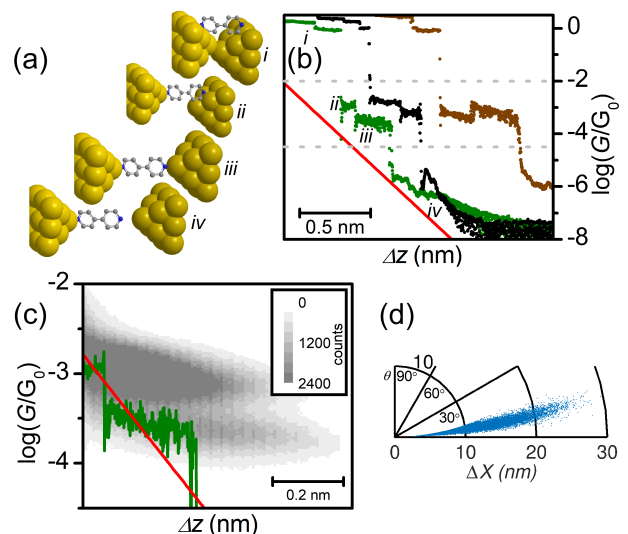 (a)
i
ii
iii
iv
(b)
i
ii
iii
iv
0.5 nm
Δz (nm)
0
-2
-4
-6
-8
log(G/G₀)
(c)
-2
-3
-4
log(G/G₀)
0
1200
2400
counts
0.2 nm
Δz (nm)
(d)
θ
90°
60°
30°
10
0
10
20
30
ΔX (nm)